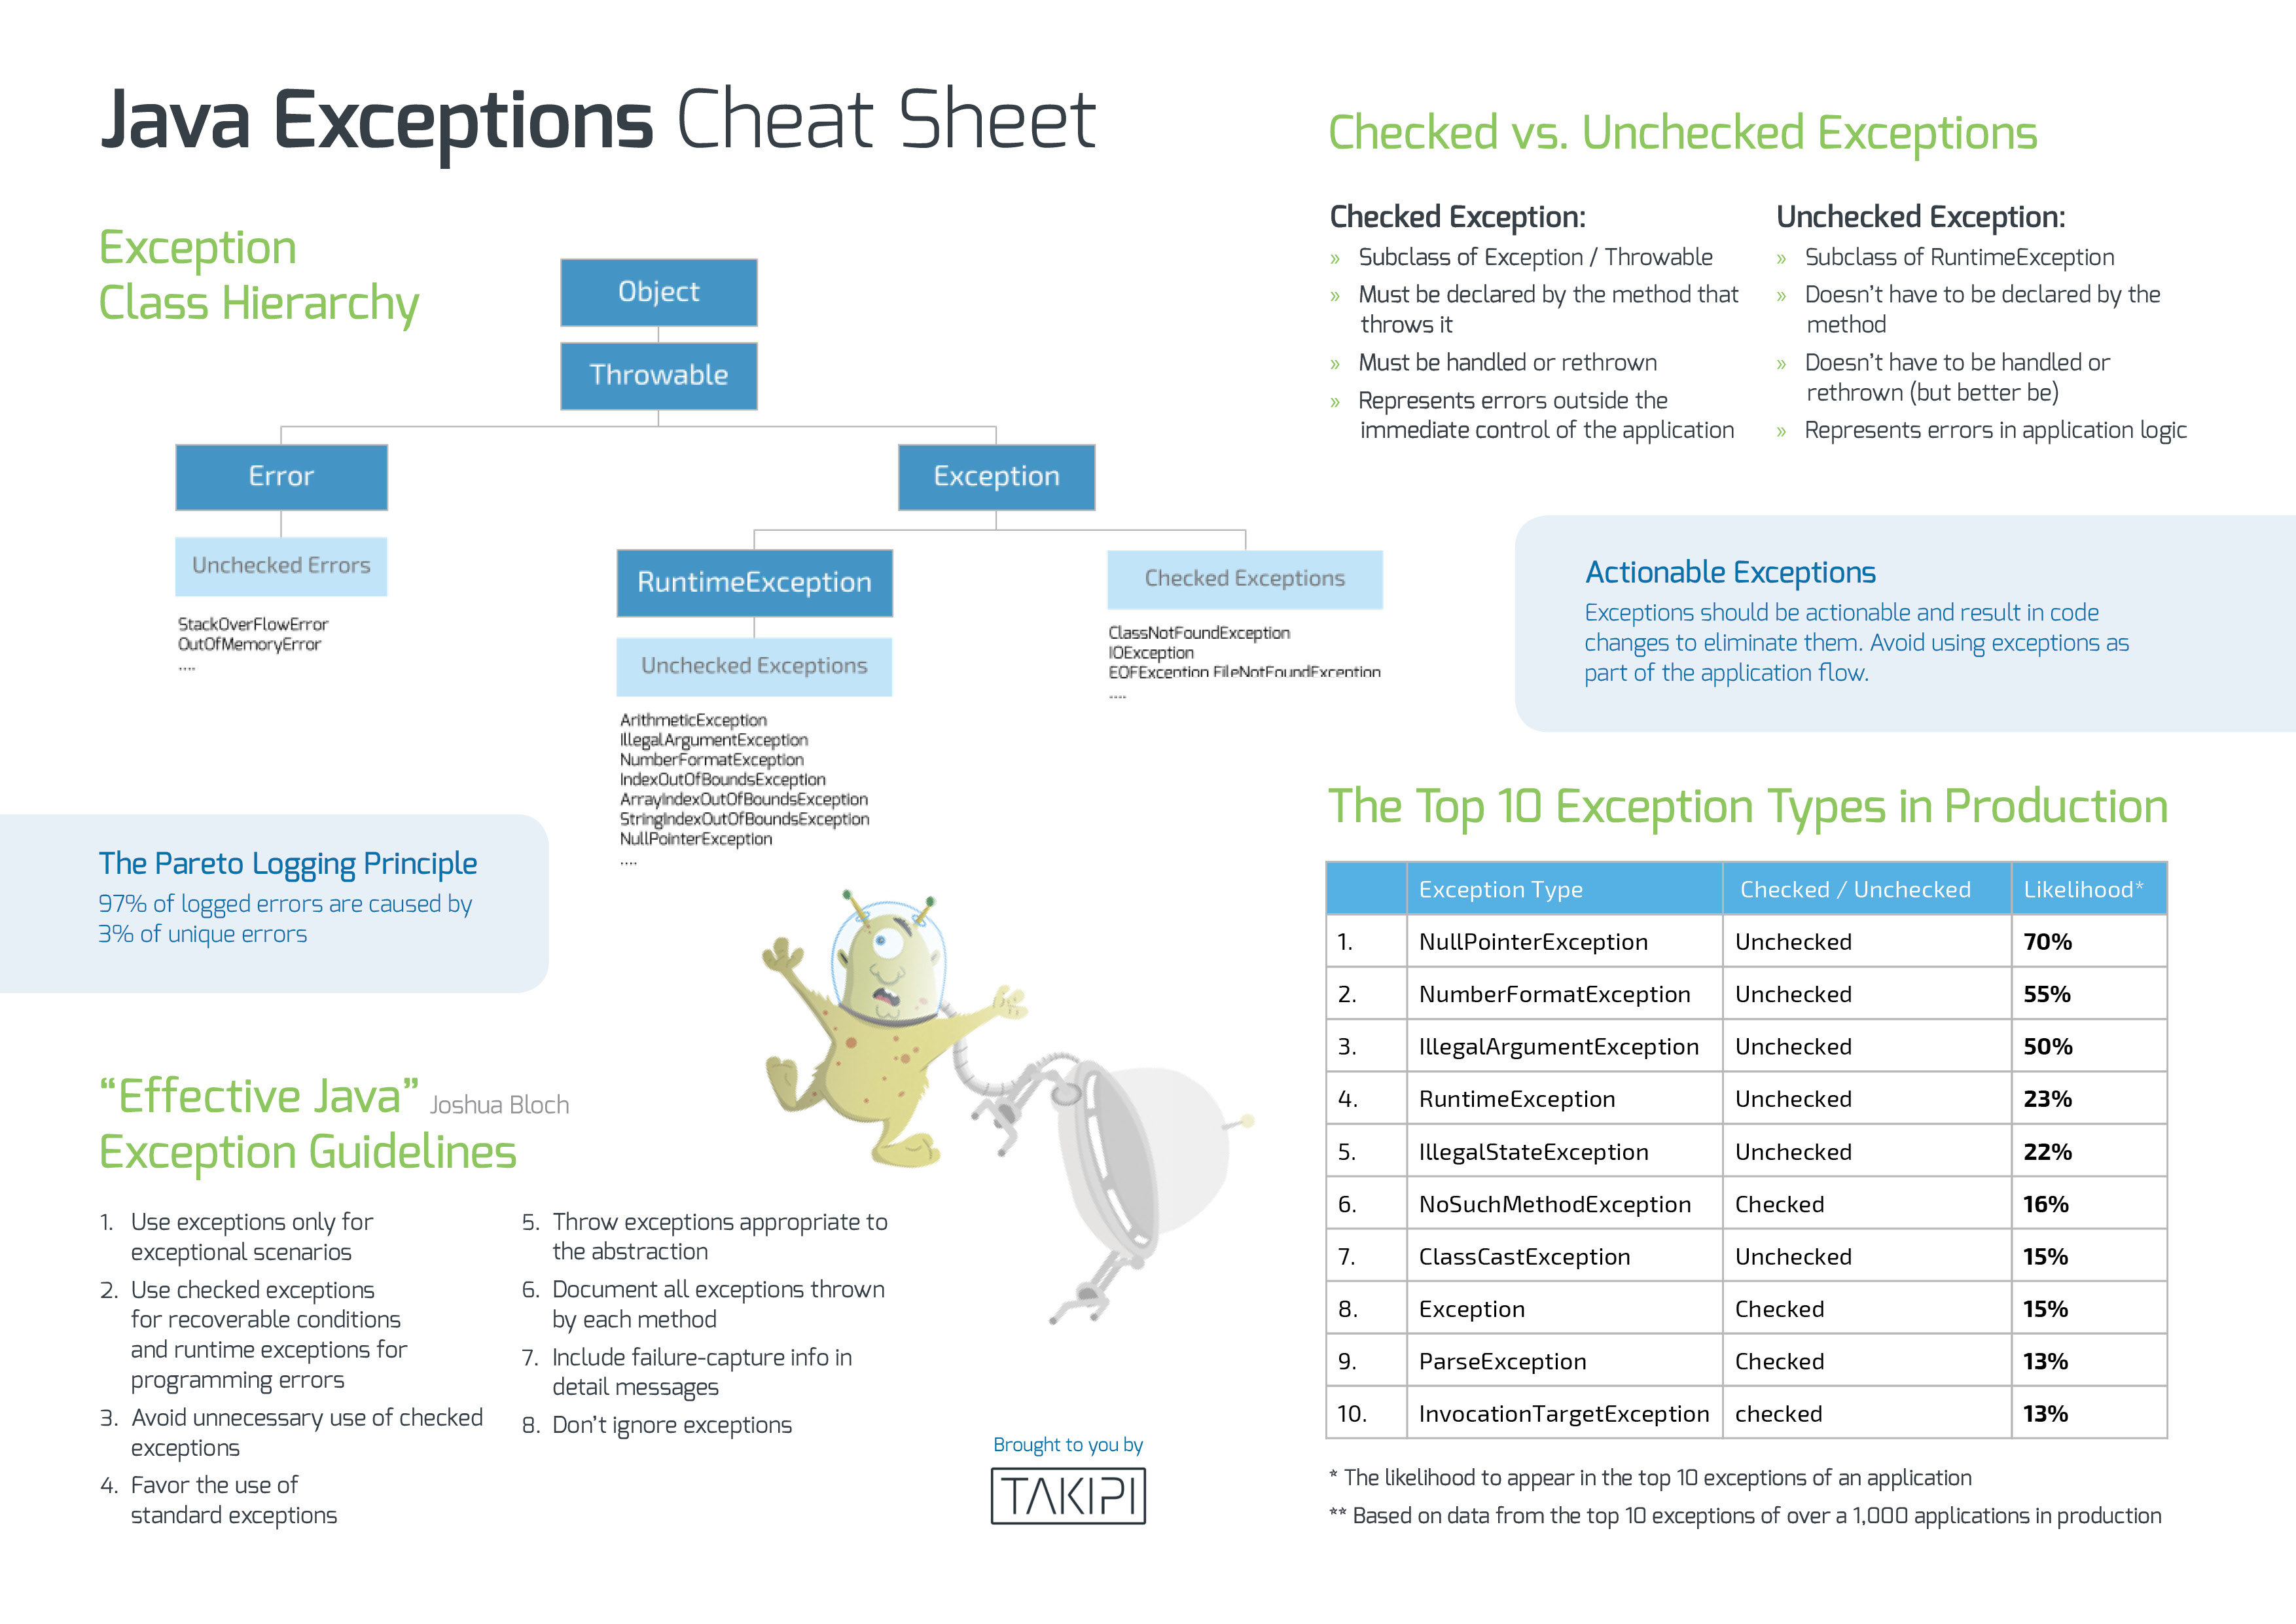 Java Exceptions Cheat Sheet
Exception
Class Hierarchy
Object
Throwable
Error
Exception
Unchecked Errors
StackOverFlowError
OutOfMemoryError
....
RuntimeException
Unchecked Exceptions
ArithmeticException
IllegalArgumentException
NumberFormatException
IndexOutOfBoundsException
ArrayIndexOutOfBoundsException
StringIndexOutOfBoundsException
NullPointerException
....
Checked Exceptions
ClassNotFoundException
IOException
EOFException FileNotFoundException
....
The Pareto Logging Principle
97% of logged errors are caused by
3% of unique errors
“Effective Java” Joshua Bloch
Exception Guidelines
1. Use exceptions only for
exceptional scenarios
2. Use checked exceptions
for recoverable conditions
and runtime exceptions for
programming errors
3. Avoid unnecessary use of checked
exceptions
4. Favor the use of
standard exceptions
5. Throw exceptions appropriate to
the abstraction
6. Document all exceptions thrown
by each method
7. Include failure-capture info in
detail messages
8. Don’t ignore exceptions
Brought to you by
TAKIPI
Checked vs. Unchecked Exceptions
Checked Exception:
» Subclass of Exception / Throwable
» Must be declared by the method that
throws it
» Must be handled or rethrown
» Represents errors outside the
immediate control of the application
Unchecked Exception:
» Subclass of RuntimeException
» Doesn’t have to be declared by the
method
» Doesn’t have to be handled or
rethrown (but better be)
» Represents errors in application logic
Actionable Exceptions
Exceptions should be actionable and result in code
changes to eliminate them. Avoid using exceptions as
part of the application flow.
The Top 10 Exception Types in Production
Exception Type Checked / Unchecked Likelihood*
1. NullPointerException Unchecked 70%
2. NumberFormatException Unchecked 55%
3. IllegalArgumentException Unchecked 50%
4. RuntimeException Unchecked 23%
5. IllegalStateException Unchecked 22%
6. NoSuchMethodException Checked 16%
7. ClassCastException Unchecked 15%
8. Exception Checked 15%
9. ParseException Checked 13%
10. InvocationTargetException checked 13%
* The likelihood to appear in the top 10 exceptions of an application
** Based on data from the top 10 exceptions of over a 1,000 applications in production